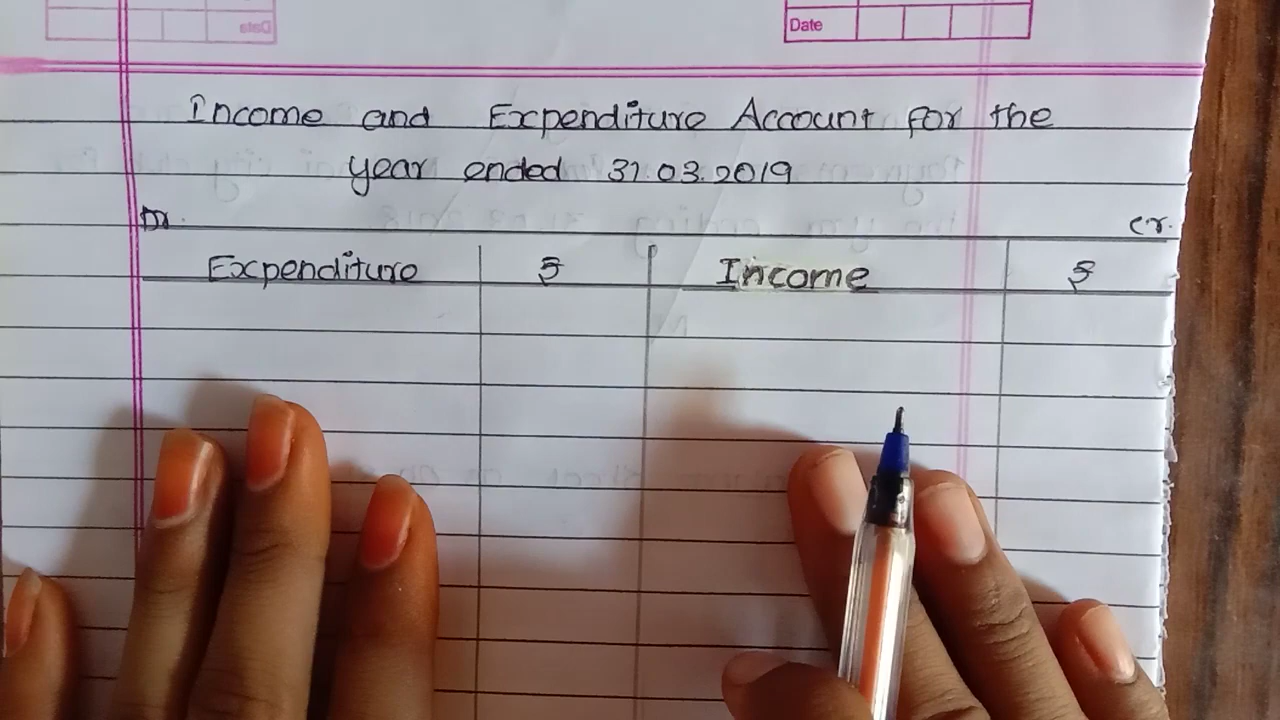 Date
Income and Expenditure Account for the
year ended 31.03.2019
Dr. Cr.
Expenditure ₹ Income ₹